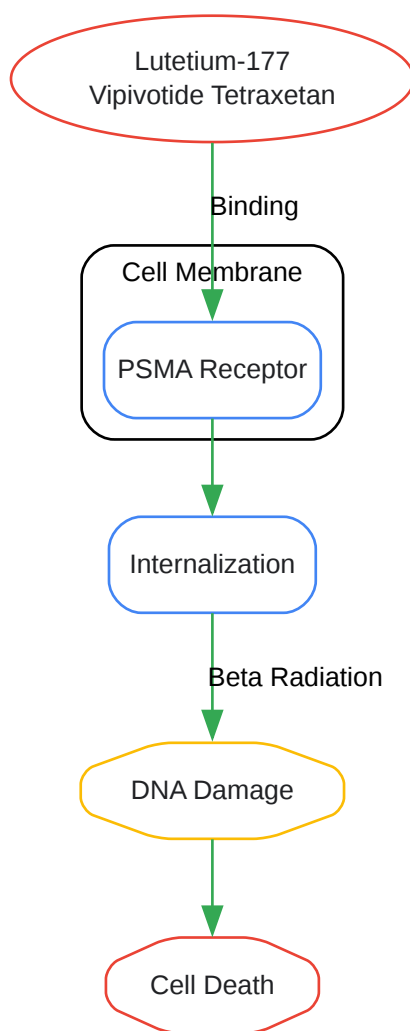 Lutetium-177
Vipivotide Tetraxetan
Binding
Cell Membrane
PSMA Receptor
Internalization
Beta Radiation
DNA Damage
Cell Death